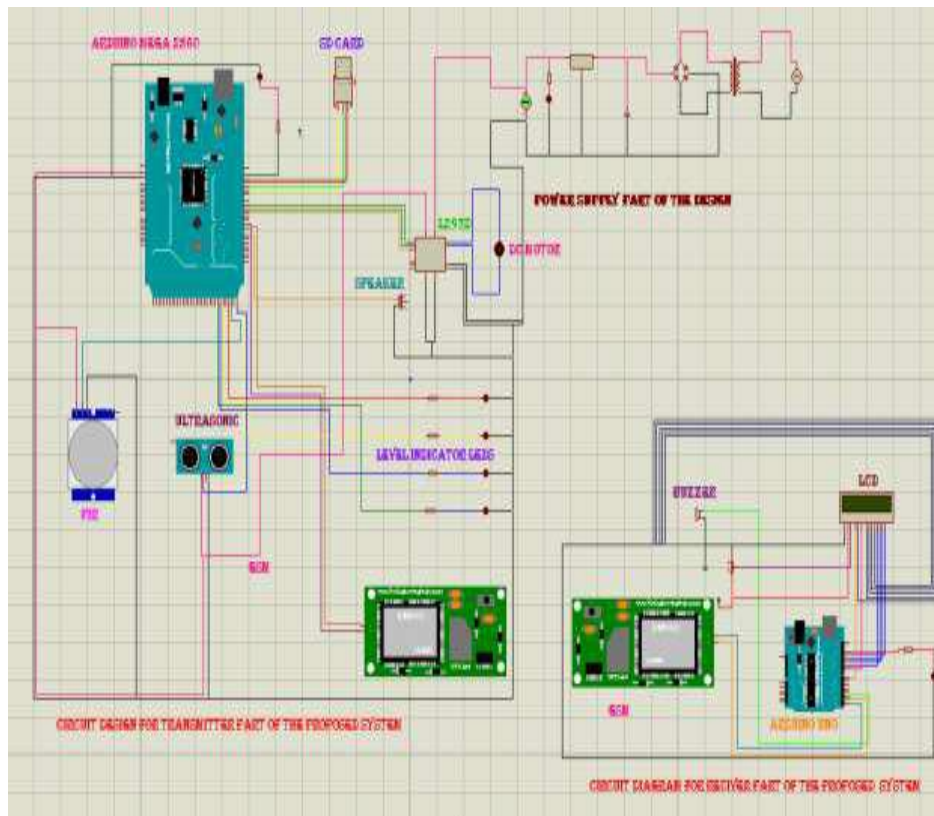 ARDUINO MEGA 2560
SD CARD
POWER SUPPLY PART OF THE DESIGN
DC MOTOR
SPEAKER
ULTRASONIC
LEVEL INDICATOR LEDS
PIR
GSM
BUZZER
LCD
GSM
ARDUINO UNO
CIRCUIT DESIGN FOR TRANSMITTER PART OF THE PROPOSED SYSTEM
CIRCUIT DIAGRAM FOR RECIVER PART OF THE PROPOSED SYSTEM